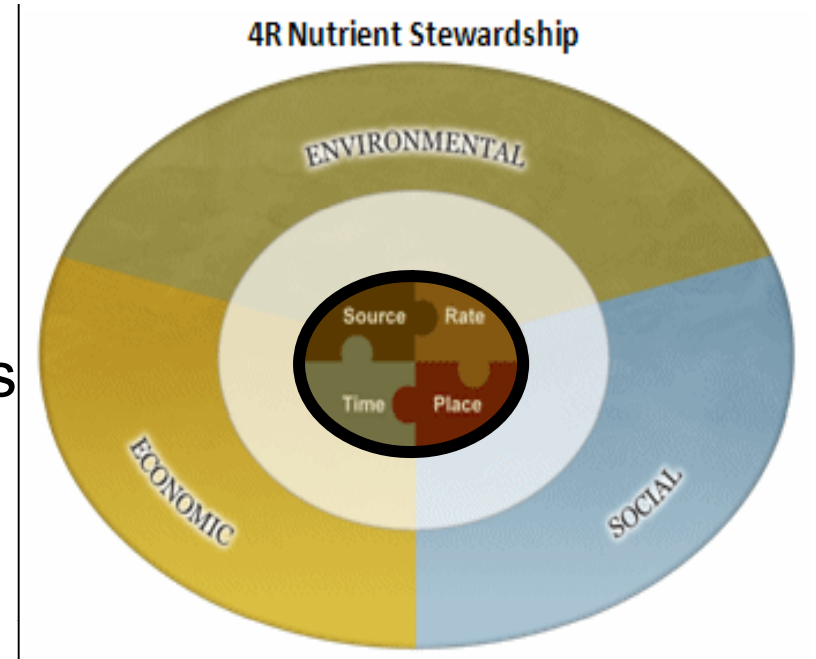 4R Nutrient Stewardship
ENVIRONMENTAL
Source Rate
s
Time Place
ECONOMIC
SOCIAL